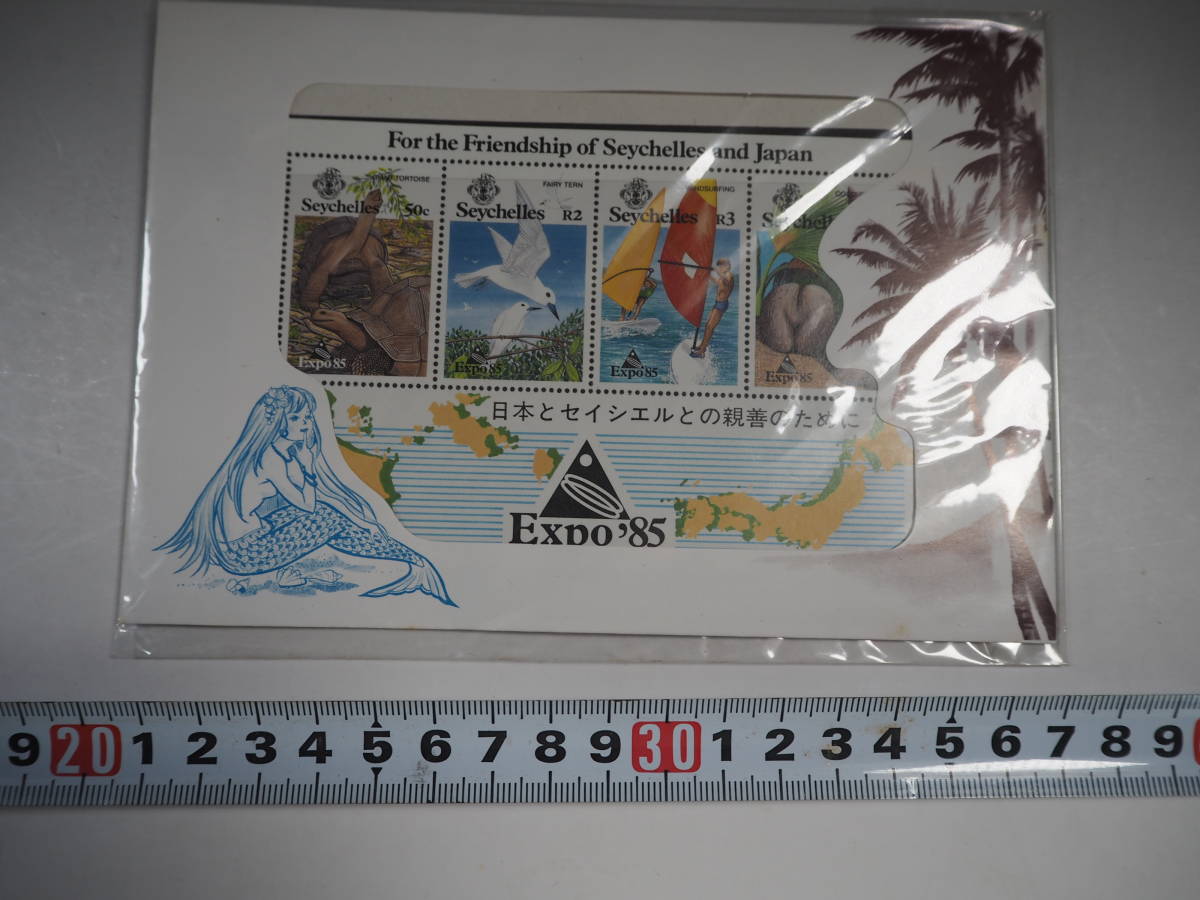 For the Friendship of Seychelles and Japan
TORTOISE
Seychelles 50c
Expo'85
FAIRY TERN
Seychelles R2
Expo'85
Seychelles R3
Expo'85
Seychell
Expo'85
日本とセイシエルとの親善のために
Expo'85
9 20 1 2 3 4 5 6 7 8 9 30 1 2 3 4 5 6 7 8 9